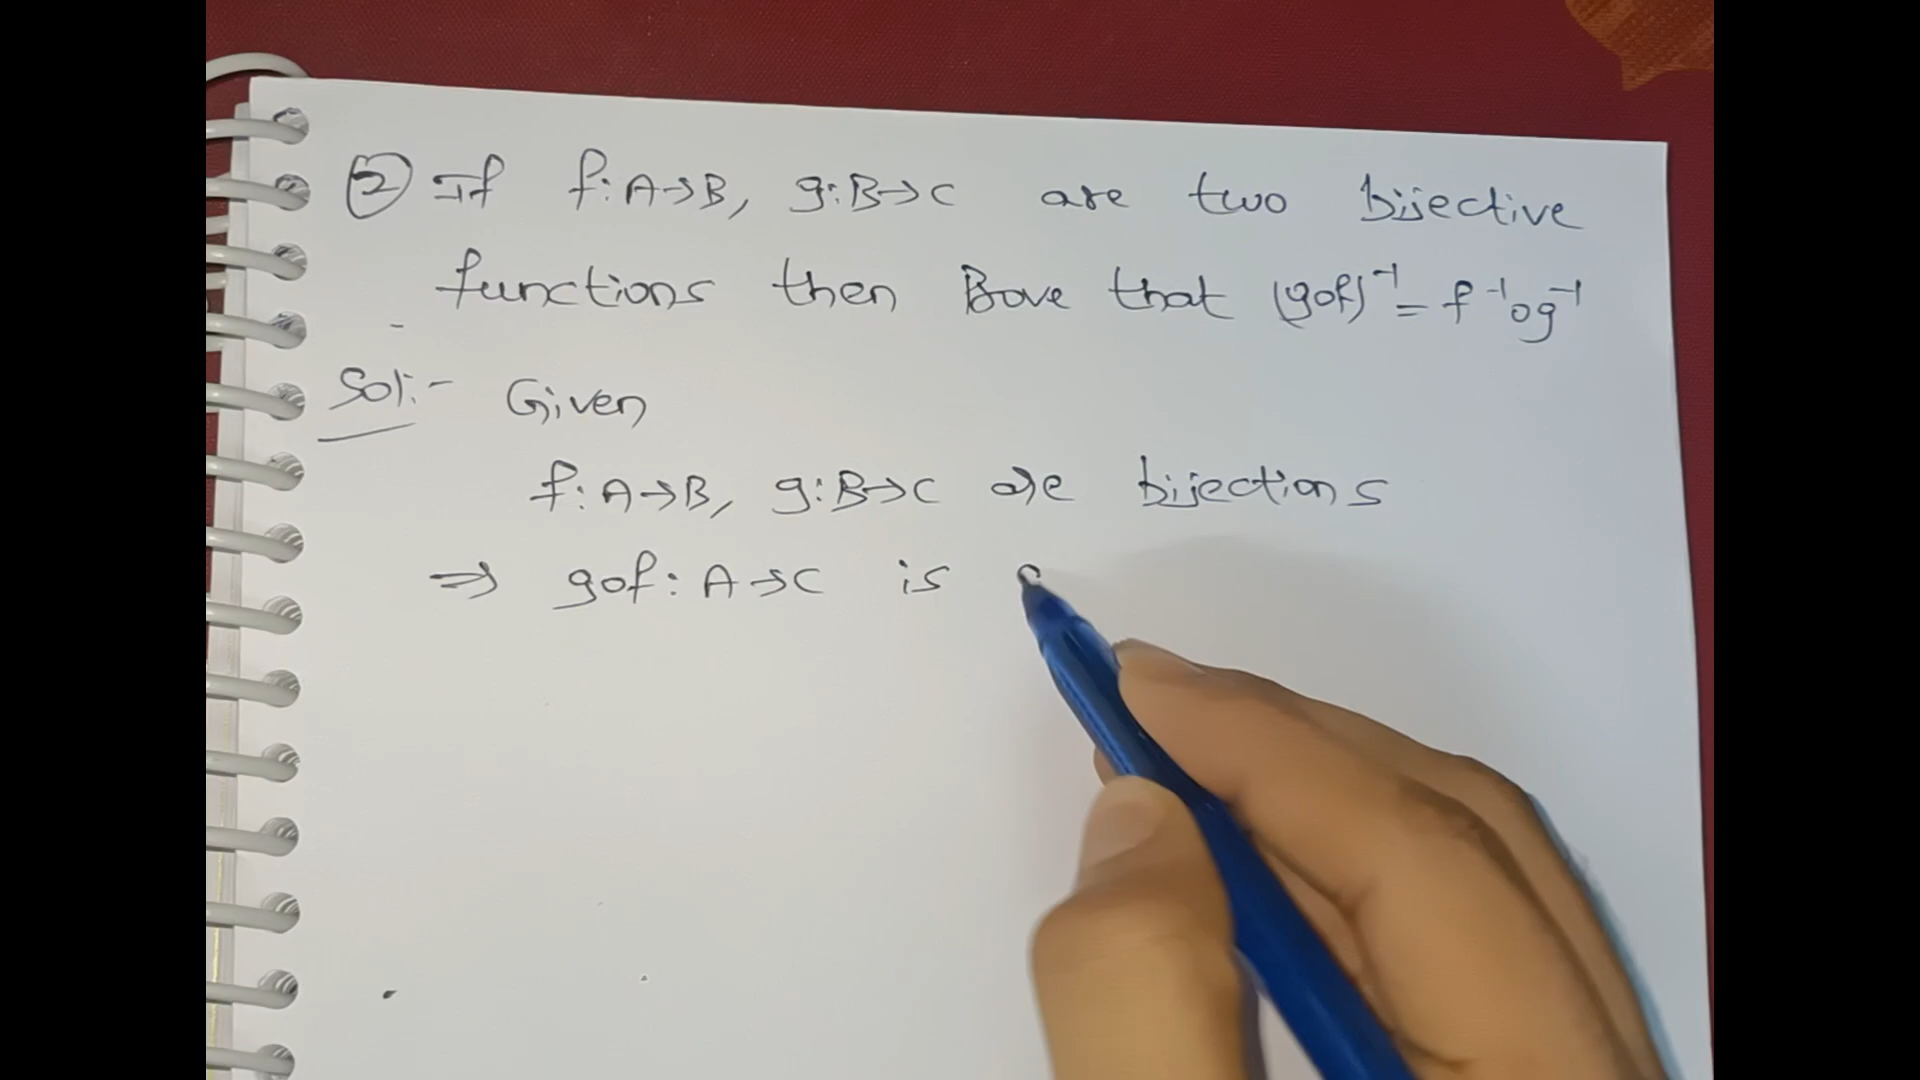 ② If f:A→B, g:B→C are two bijective
functions then Prove that (gof)⁻¹ = f⁻¹og⁻¹
Sol:- Given
f:A→B, g:B→C are bijections
⇒ gof: A→C is